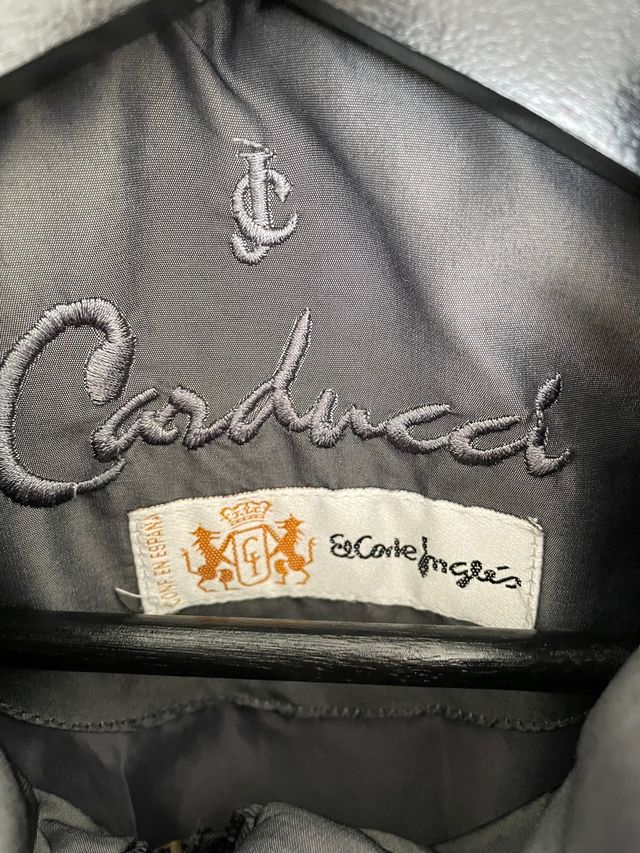 JC
Carducci
CONF. EN ESPAÑA
El Corte Inglés